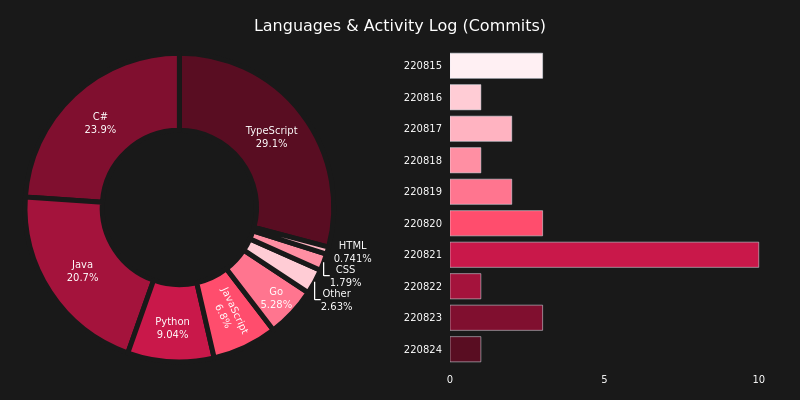 Languages & Activity Log (Commits)
TypeScript
29.1%
C#
23.9%
Java
20.7%
Python
9.04%
JavaScript
6.8%
Go
5.28%
HTML
0.741%
CSS
1.79%
Other
2.63%
220815
220816
220817
220818
220819
220820
220821
220822
220823
220824
0
5
10